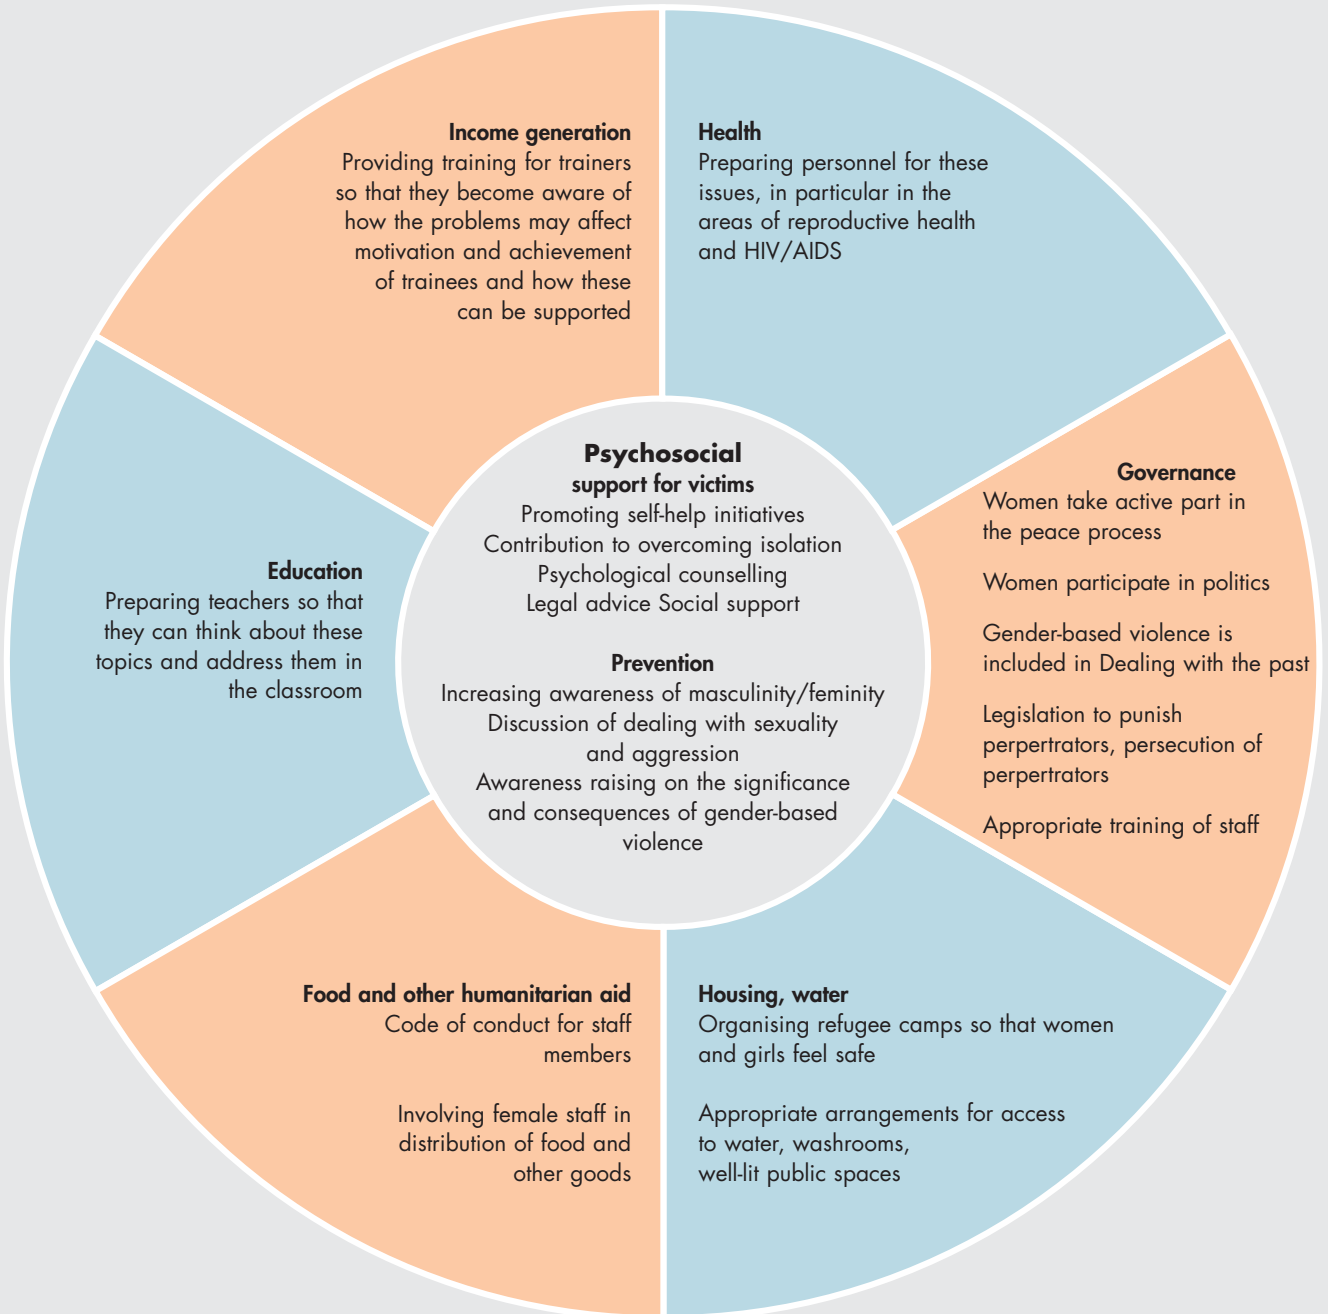 Income generation
Providing training for trainers
so that they become aware of
how the problems may affect
motivation and achievement
of trainees and how these
can be supported
Health
Preparing personnel for these
issues, in particular in the
areas of reproductive health
and HIV/AIDS
Psychosocial
support for victims
Promoting self-help initiatives
Contribution to overcoming isolation
Psychological counselling
Legal advice Social support
Prevention
Increasing awareness of masculinity/feminity
Discussion of dealing with sexuality
and aggression
Awareness raising on the significance
and consequences of gender-based
violence
Governance
Women take active part in
the peace process
Women participate in politics
Gender-based violence is
included in Dealing with the past
Legislation to punish
perpertrators, persecution of
perpertrators
Appropriate training of staff
Education
Preparing teachers so that
they can think about these
topics and address them in
the classroom
Food and other humanitarian aid
Code of conduct for staff
members
Involving female staff in
distribution of food and
other goods
Housing, water
Organising refugee camps so that women
and girls feel safe
Appropriate arrangements for access
to water, washrooms,
well-lit public spaces